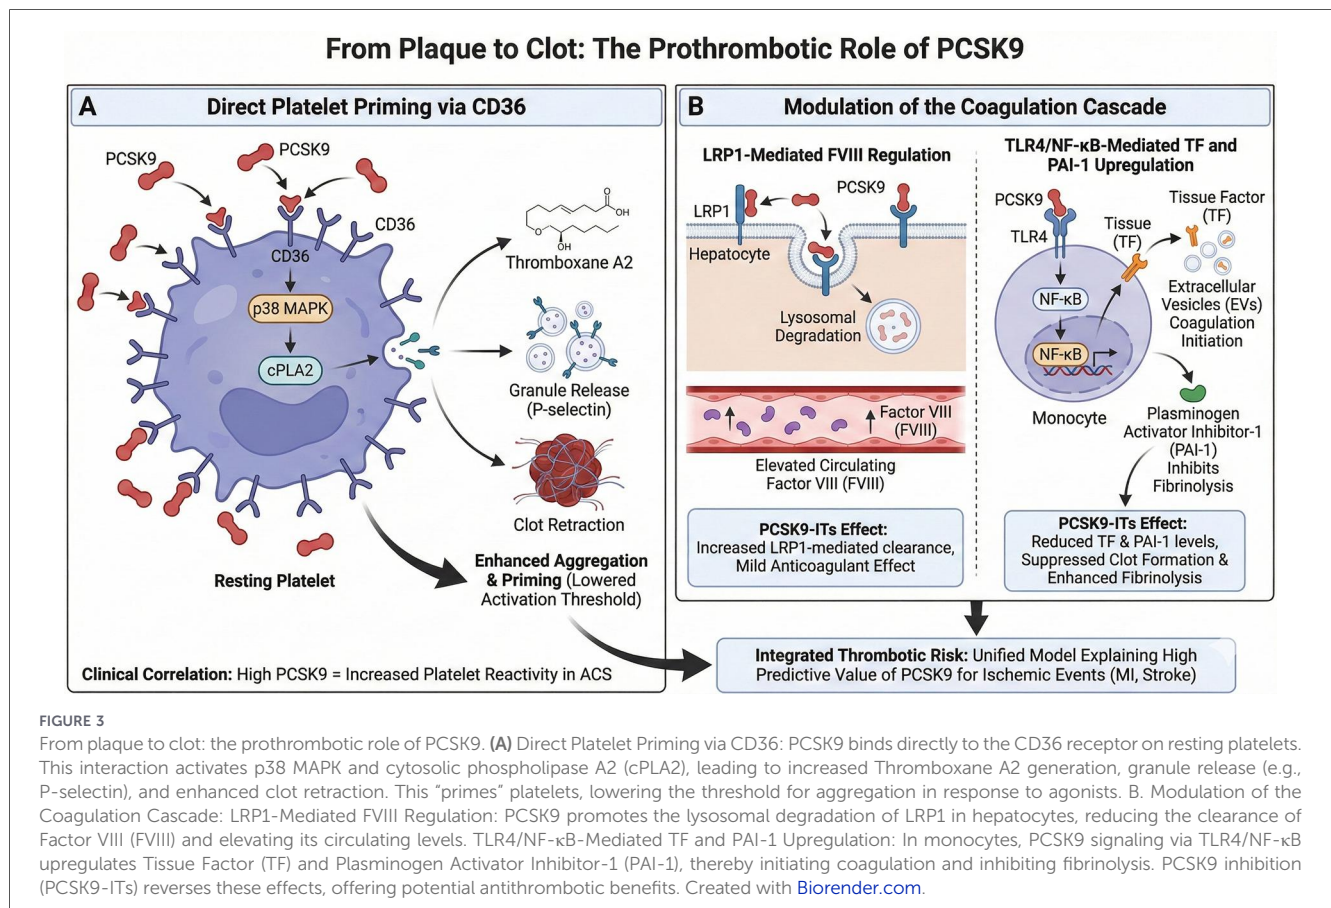 From Plaque to Clot: The Prothrombotic Role of PCSK9
A
Direct Platelet Priming via CD36
PCSK9
PCSK9
CD36
CD36
p38 MAPK
cPLA2
O
OH
O
OH
Thromboxane A2
Granule Release
(P-selectin)
Clot Retraction
Resting Platelet
Enhanced Aggregation
& Priming (Lowered
Activation Threshold)
Clinical Correlation: High PCSK9 = Increased Platelet Reactivity in ACS
B
Modulation of the Coagulation Cascade
LRP1-Mediated FVIII Regulation
PCSK9
LRP1
Hepatocyte
Lysosomal
Degradation
Factor VIII
(FVIII)
Elevated Circulating
Factor VIII (FVIII)
PCSK9-ITs Effect:
Increased LRP1-mediated clearance,
Mild Anticoagulant Effect
TLR4/NF-κB-Mediated TF and
PAI-1 Upregulation
PCSK9
TLR4
Tissue
(TF)
Tissue Factor
(TF)
NF-κB
NF-κB
Monocyte
Extracellular
Vesicles (EVs)
Coagulation
Initiation
Plasminogen
Activator Inhibitor-1
(PAI-1)
Inhibits
Fibrinolysis
PCSK9-ITs Effect:
Reduced TF & PAI-1 levels,
Suppressed Clot Formation &
Enhanced Fibrinolysis
Integrated Thrombotic Risk: Unified Model Explaining High
Predictive Value of PCSK9 for Ischemic Events (MI, Stroke)
FIGURE 3
From plaque to clot: the prothrombotic role of PCSK9. (A) Direct Platelet Priming via CD36: PCSK9 binds directly to the CD36 receptor on resting platelets.
This interaction activates p38 MAPK and cytosolic phospholipase A2 (cPLA2), leading to increased Thromboxane A2 generation, granule release (e.g.,
P-selectin), and enhanced clot retraction. This “primes” platelets, lowering the threshold for aggregation in response to agonists. B. Modulation of the
Coagulation Cascade: LRP1-Mediated FVIII Regulation: PCSK9 promotes the lysosomal degradation of LRP1 in hepatocytes, reducing the clearance of
Factor VIII (FVIII) and elevating its circulating levels. TLR4/NF-κB-Mediated TF and PAI-1 Upregulation: In monocytes, PCSK9 signaling via TLR4/NF-κB
upregulates Tissue Factor (TF) and Plasminogen Activator Inhibitor-1 (PAI-1), thereby initiating coagulation and inhibiting fibrinolysis. PCSK9 inhibition
(PCSK9-ITs) reverses these effects, offering potential antithrombotic benefits. Created with Biorender.com.